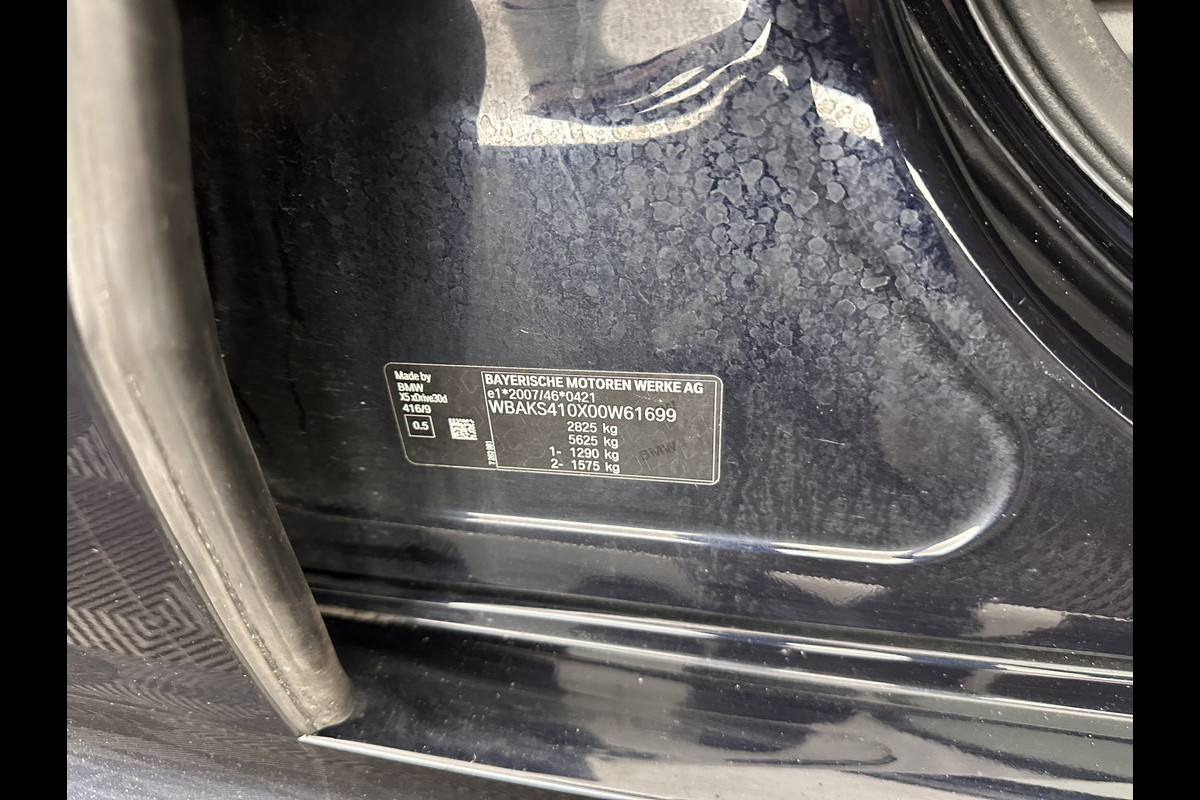 Made by
BMW
X5 xDrive30d
416/9
0.5
BAYERISCHE MOTOREN WERKE AG
e1*2007/46*0421
WBAKS410X00W61699
2825 kg
5625 kg
1- 1290 kg
2- 1575 kg
BMW